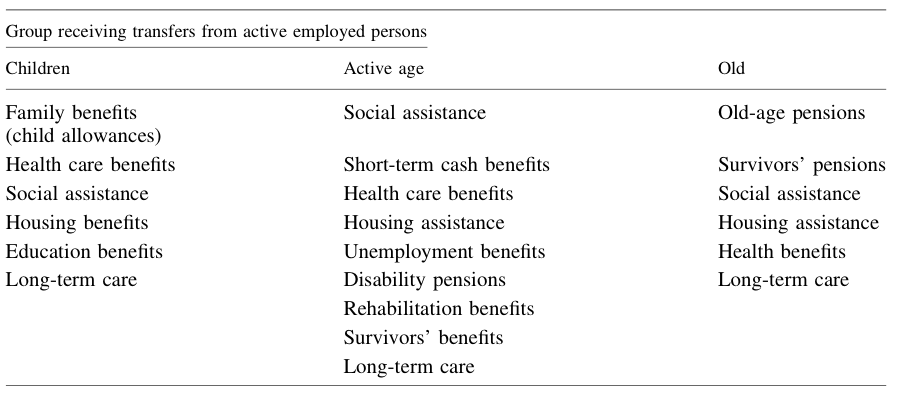 Group receiving transfers from active employed persons
Children Active age Old
Family benefits Social assistance Old-age pensions
(child allowances)
Health care benefits Short-term cash benefits Survivors’ pensions
Social assistance Health care benefits Social assistance
Housing benefits Housing assistance Housing assistance
Education benefits Unemployment benefits Health benefits
Long-term care Disability pensions Long-term care
Rehabilitation benefits
Survivors’ benefits
Long-term care